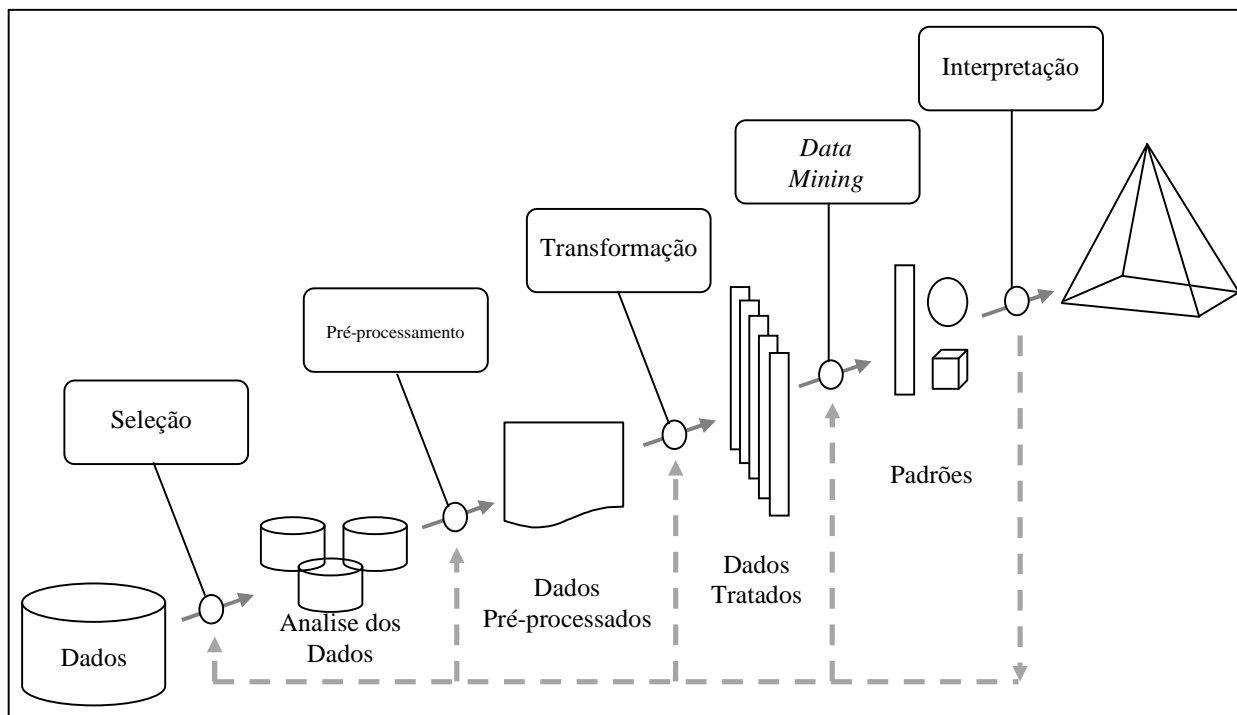 Interpretação
Data
Mining
Transformação
Pré-processamento
Seleção
Padrões
Dados
Tratados
Dados
Pré-processados
Analise dos
Dados
Dados